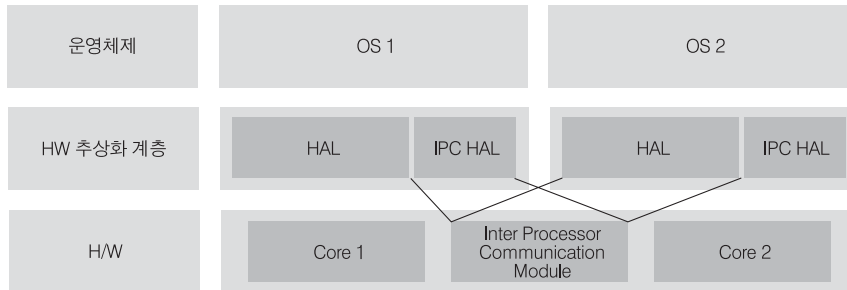 운영체제
OS 1
OS 2
HW 추상화 계층
HAL
IPC HAL
HAL
IPC HAL
H/W
Core 1
Inter Processor
Communication
Module
Core 2